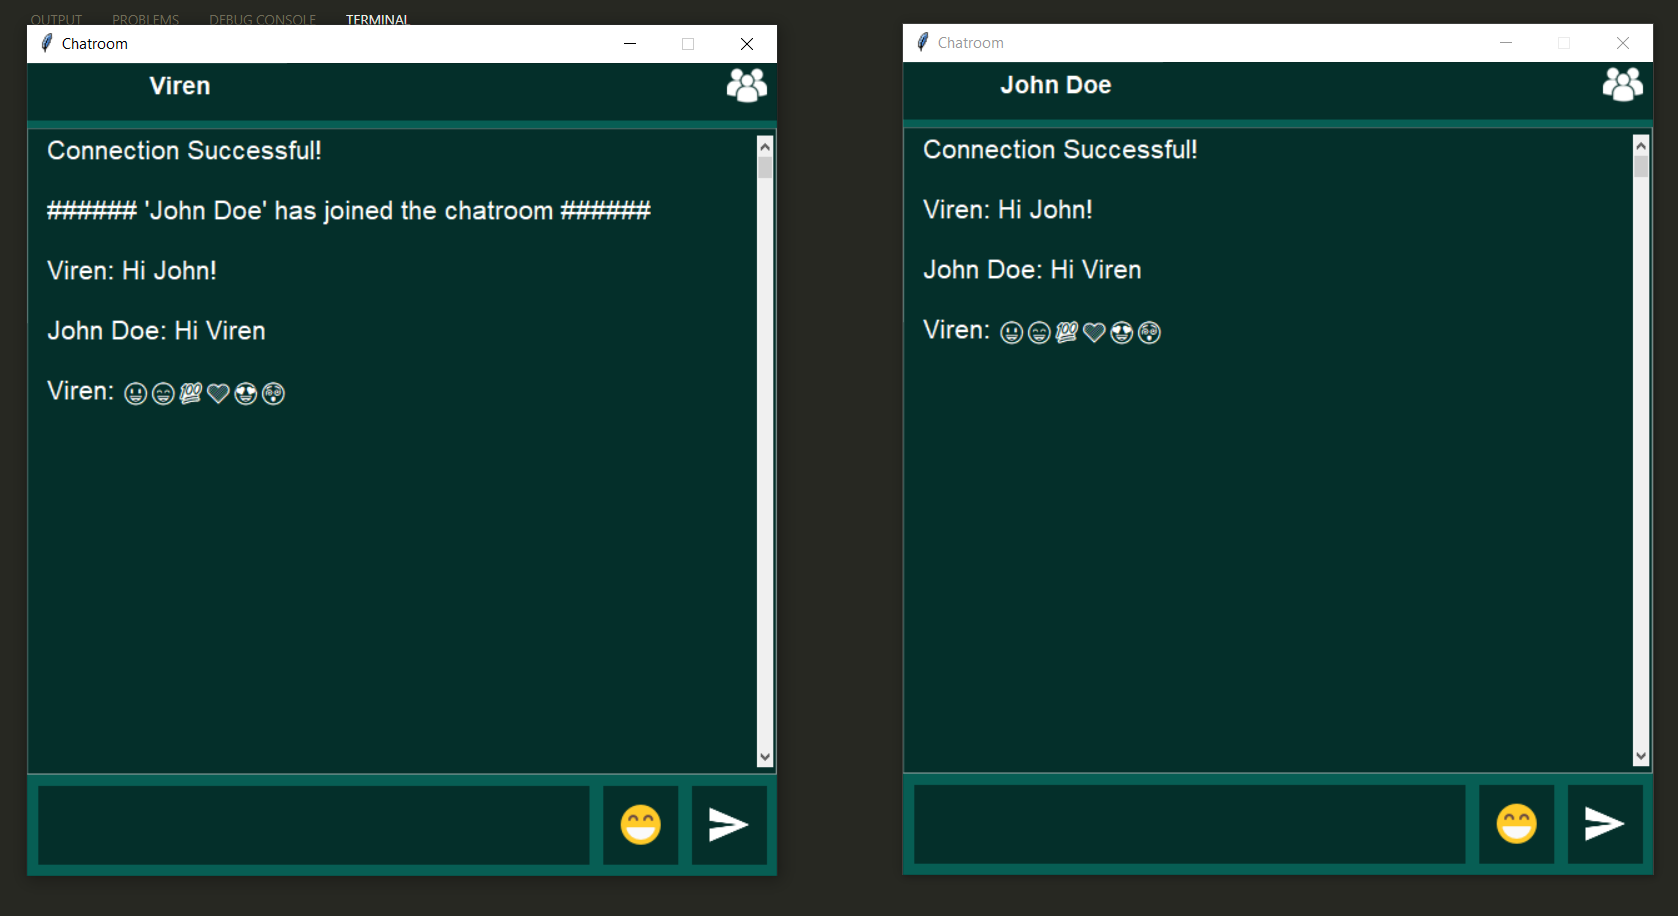 OUTPUT PROBLEMS DEBUG CONSOLE TERMINAL
Chatroom
Viren
Connection Successful!
###### 'John Doe' has joined the chatroom ######
Viren: Hi John!
John Doe: Hi Viren
Viren: 😃😄💯❤😍😵
Chatroom
John Doe
Connection Successful!
Viren: Hi John!
John Doe: Hi Viren
Viren: 😃😄💯❤😍😵